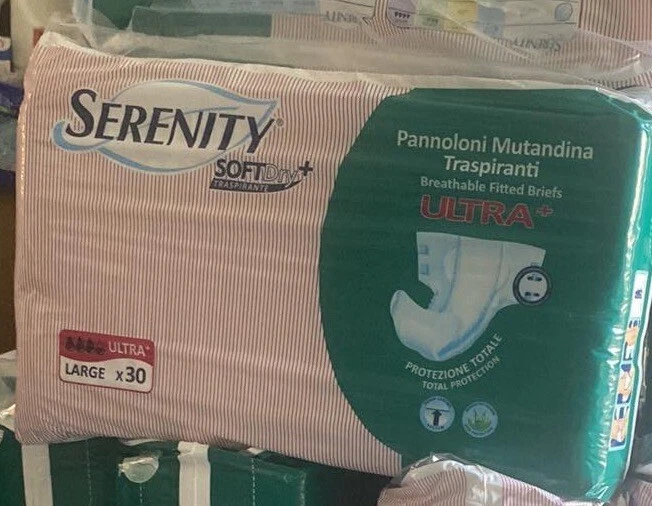 SERENITY®
SOFTDry+
TRASPIRANTE
Pannoloni Mutandina
Traspiranti
Breathable Fitted Briefs
ULTRA+
PROTEZIONE TOTALE
TOTAL PROTECTION
ULTRA+
LARGE x30